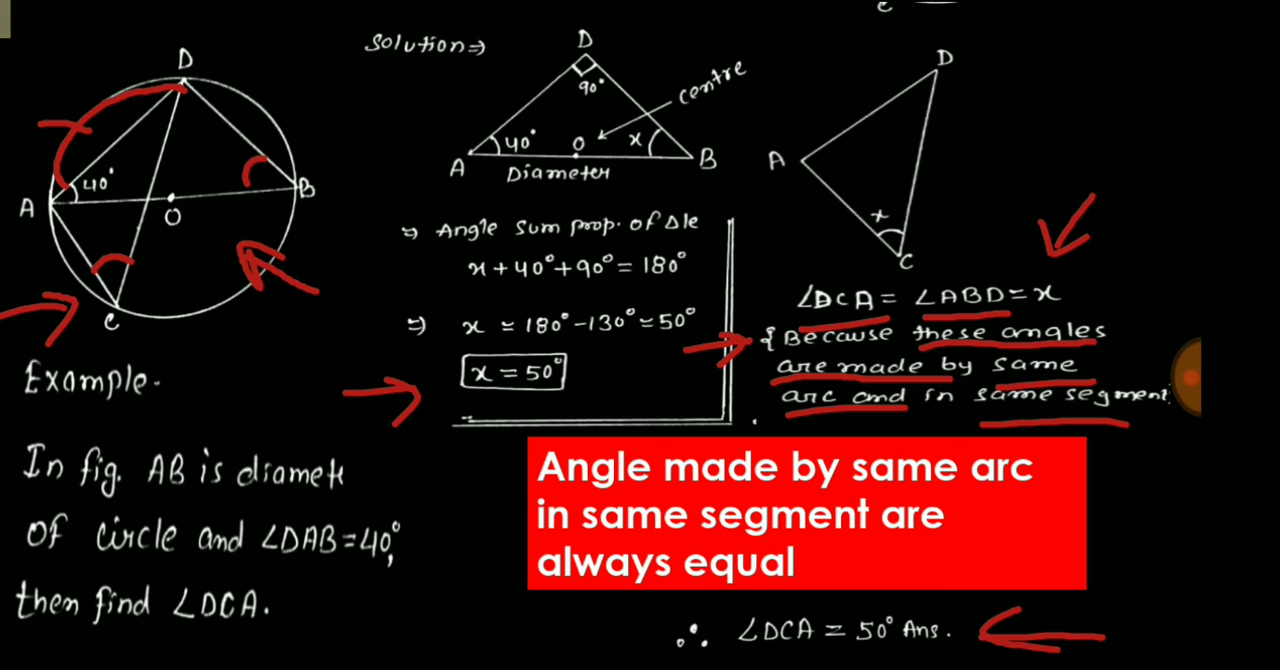 D
A
40°
O
B
C
Example.
In fig. AB is diamete
of circle and ∠DAB=40°,
then find ∠DCA.
Solution ⇒
D
90°
centre
40°
O
x
A
B
Diameter
⇒ Angle sum prop. of Δle
x+40°+90°=180°
⇒ x = 180°-130°=50°
x = 50°
C
D
A
x
C
∠DCA = ∠ABD=x
{Because these angles
are made by same
arc and in same segment
Angle made by same arc
in same segment are
always equal
∴ ∠DCA = 50° Ans.